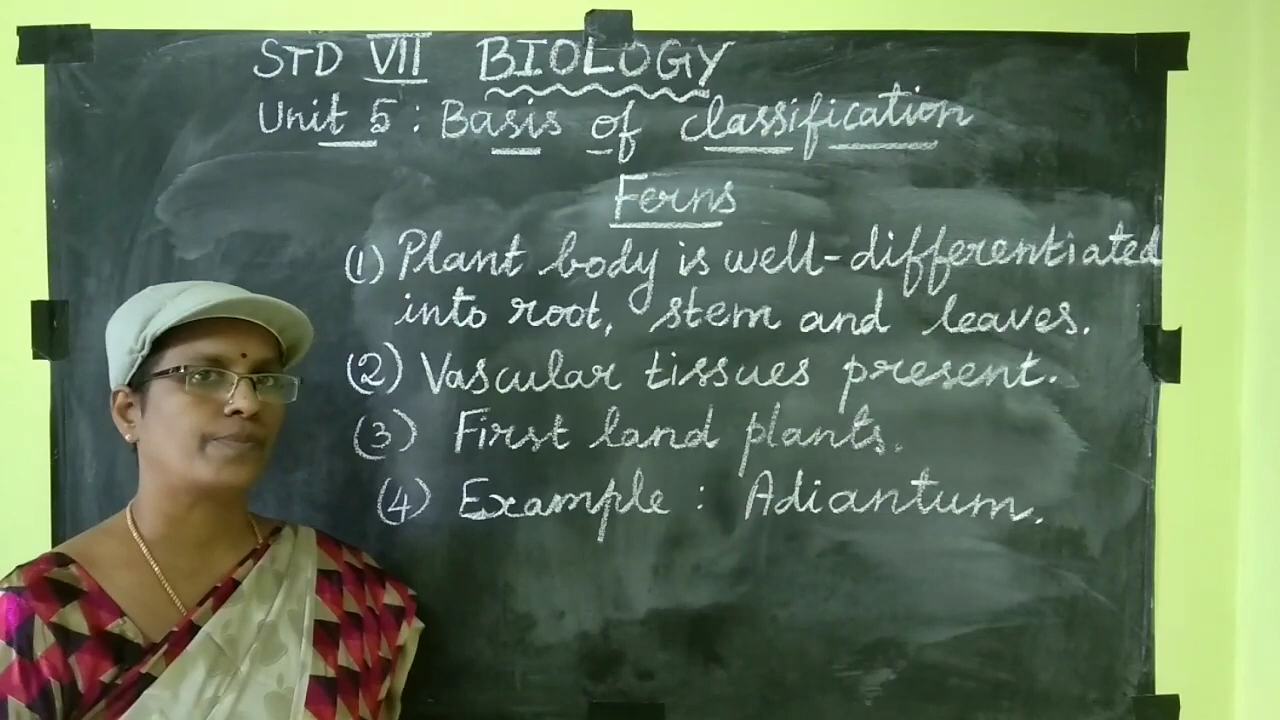 STD VII BIOLOGY
Unit 5 : Basis of classification
Ferns
(1) Plant body is well-differentiated
into root, stem and leaves.
(2) Vascular tissues present.
(3) First land plants.
(4) Example : Adiantum.